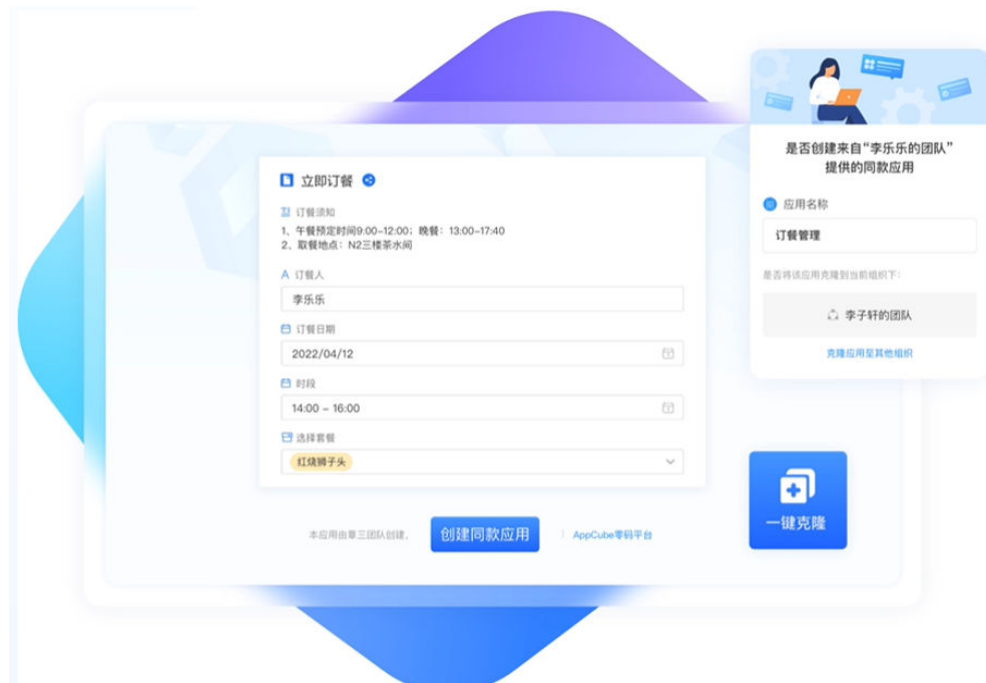 立即订餐
订餐须知
1、午餐预定时间9:00-12:00；晚餐：13:00-17:40
2、取餐地点：N2三楼茶水间
A 订餐人
李乐乐
订餐日期
2022/04/12
时段
14:00 – 16:00
选择套餐
红烧狮子头
本应用由章三团队创建，
创建同款应用
AppCube零码平台
是否创建来自“李乐乐的团队”
提供的同款应用
应用名称
订餐管理
是否将该应用克隆到当前组织下：
李子轩的团队
克隆应用至其他组织
一键克隆